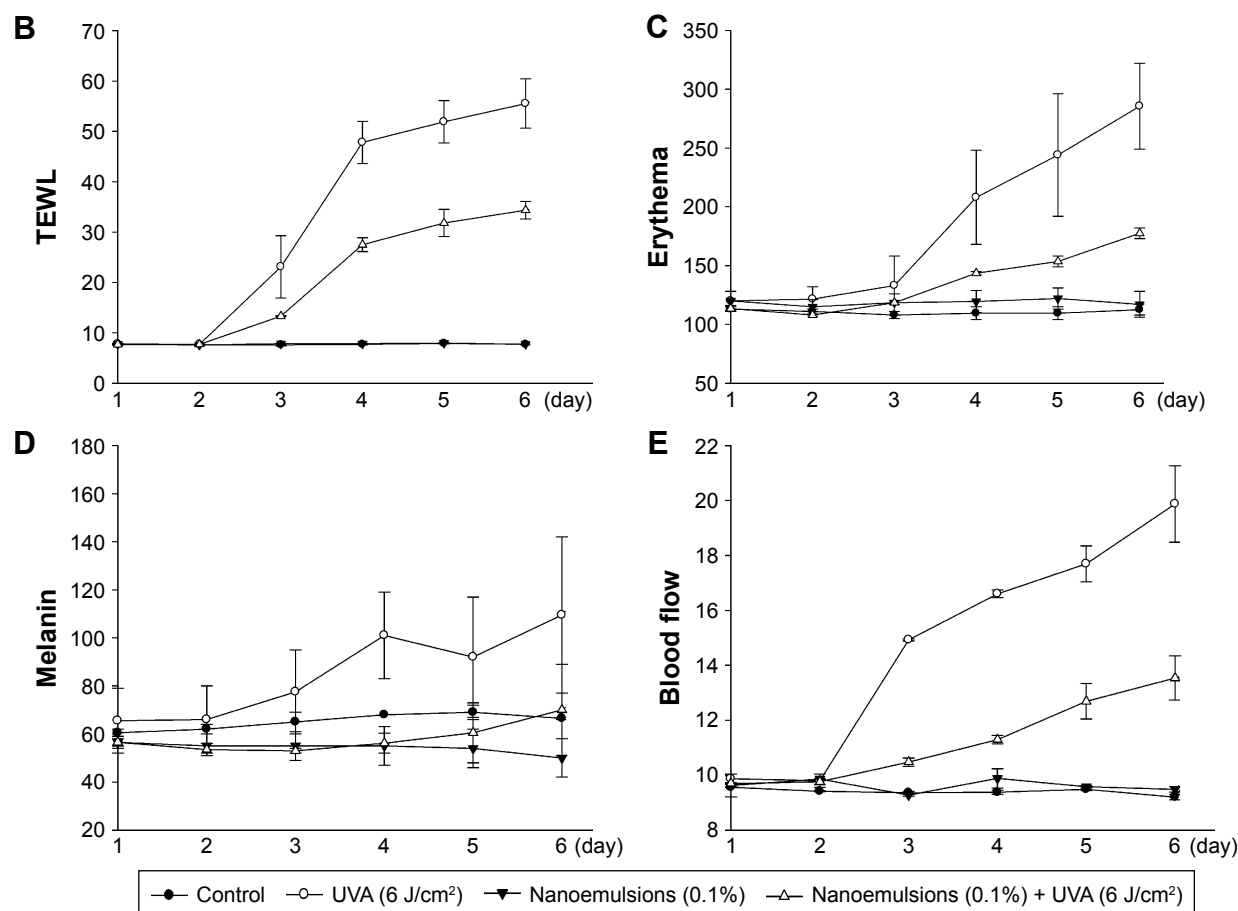 B
TEWL
70
60
50
40
30
20
10
0
1 2 3 4 5 6 (day)
C
Erythema
350
300
250
200
150
100
50
1 2 3 4 5 6 (day)
D
Melanin
180
160
140
120
100
80
60
40
20
1 2 3 4 5 6 (day)
E
Blood flow
22
20
18
16
14
12
10
8
1 2 3 4 5 6 (day)
Control UVA (6 J/cm²) Nanoemulsions (0.1%) Nanoemulsions (0.1%) + UVA (6 J/cm²)